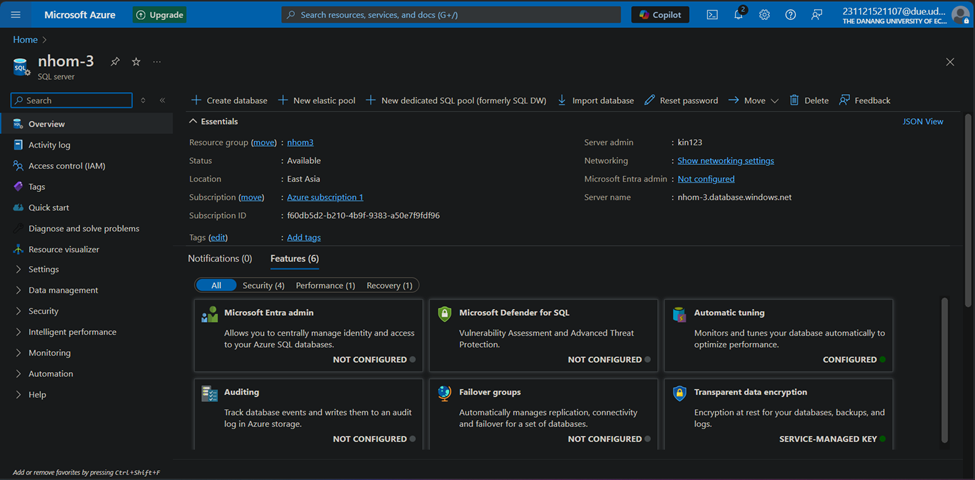 Microsoft Azure
Upgrade
Search resources, services, and docs (G+/)
Copilot
2
231121521107@due.ud...
THE DANANG UNIVERSITY OF EC...
Home >
nhom-3
SQL server
Search
Overview
Activity log
Access control (IAM)
Tags
Quick start
Diagnose and solve problems
Resource visualizer
Settings
Data management
Security
Intelligent performance
Monitoring
Automation
Help
Add or remove favorites by pressing Ctrl+Shift+F
Create database
New elastic pool
New dedicated SQL pool (formerly SQL DW)
Import database
Reset password
Move
Delete
Feedback
Essentials
JSON View
Resource group (move) : nhom3
Status : Available
Location : East Asia
Subscription (move) : Azure subscription 1
Subscription ID : f60db5d2-b210-4b9f-9383-a50e7f9fdf96
Tags (edit) : Add tags
Server admin : kin123
Networking : Show networking settings
Microsoft Entra admin : Not configured
Server name : nhom-3.database.windows.net
Notifications (0)
Features (6)
All
Security (4)
Performance (1)
Recovery (1)
Microsoft Entra admin
Allows you to centrally manage identity and access
to your Azure SQL databases.
NOT CONFIGURED
Microsoft Defender for SQL
Vulnerability Assessment and Advanced Threat
Protection.
NOT CONFIGURED
Automatic tuning
Monitors and tunes your database automatically to
optimize performance.
CONFIGURED
Auditing
Track database events and writes them to an audit
log in Azure storage.
NOT CONFIGURED
Failover groups
Automatically manages replication, connectivity
and failover for a set of databases.
NOT CONFIGURED
Transparent data encryption
Encryption at rest for your databases, backups, and
logs.
SERVICE-MANAGED KEY